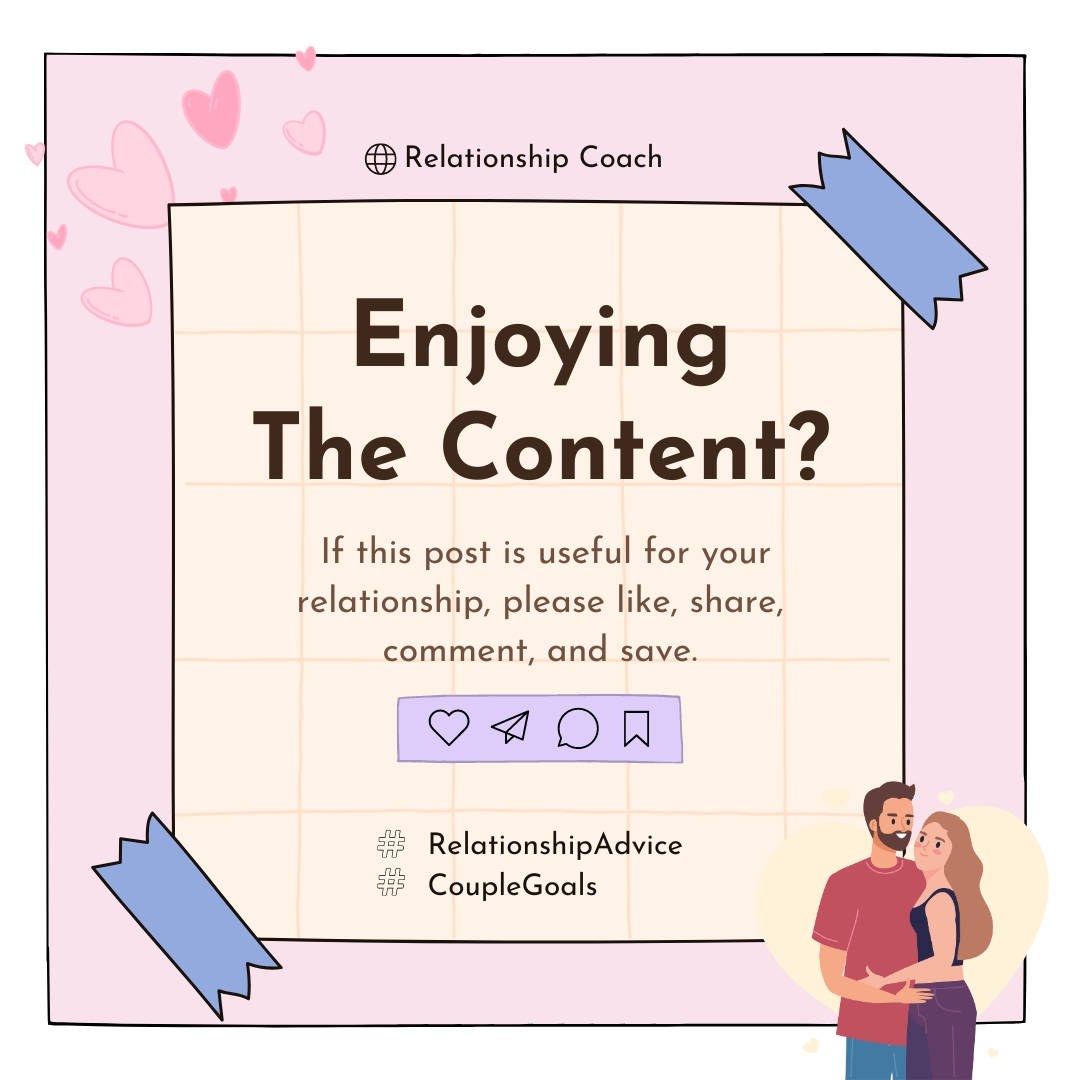 Relationship Coach
Enjoying
The Content?
If this post is useful for your
relationship, please like, share,
comment, and save.
# RelationshipAdvice
# CoupleGoals